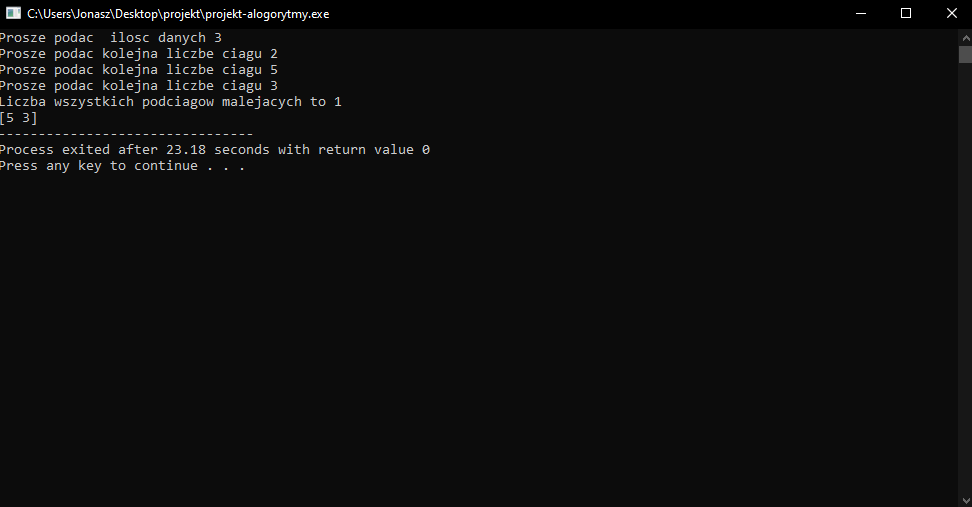 C:\Users\Jonasz\Desktop\projekt\projekt-alogorytmy.exe
Prosze podac  ilosc danych 3
Prosze podac kolejna liczbe ciagu 2
Prosze podac kolejna liczbe ciagu 5
Prosze podac kolejna liczbe ciagu 3
Liczba wszystkich podciagow malejacych to 1
[5 3]
--------------------------------
Process exited after 23.18 seconds with return value 0
Press any key to continue . . .